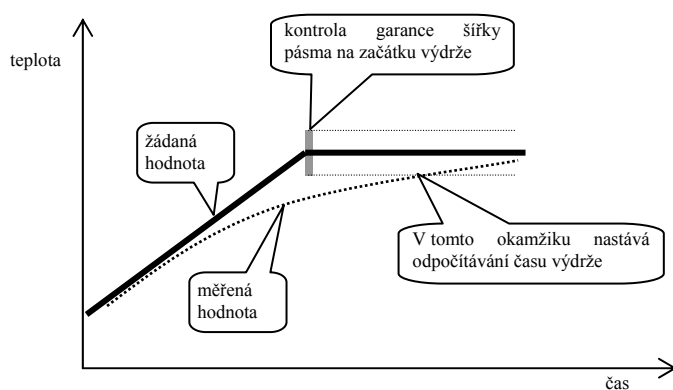 kontrola garance šířky
pásma na začátku výdrže
teplota
žádaná
hodnota
V tomto okamžiku nastává
odpočítávání času výdrže
měřená
hodnota
čas